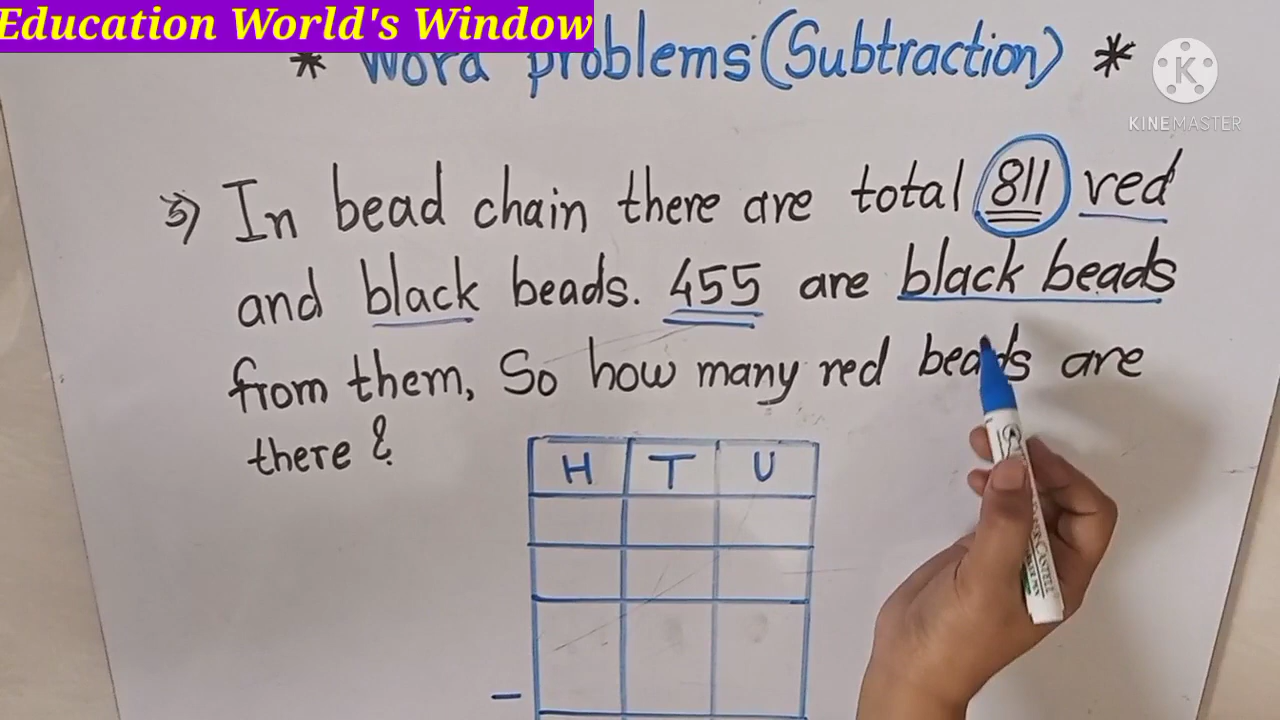 Education World's Window
* Word problems (Subtraction) *
KINEMASTER
5) In bead chain there are total 811 red
and black beads. 455 are black beads
from them, So how many red beads are
there ?
H T U
-